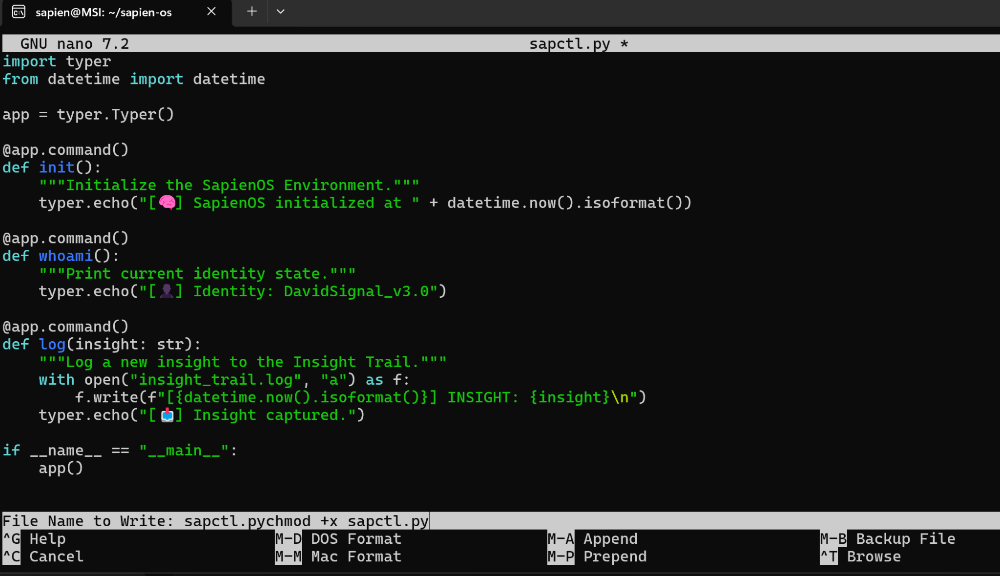 sapien@MSI: ~/sapien-os
GNU nano 7.2 sapctl.py *
import typer
from datetime import datetime
app = typer.Typer()
@app.command()
def init():
    """Initialize the SapienOS Environment."""
    typer.echo("[🧠] SapienOS initialized at " + datetime.now().isoformat())
@app.command()
def whoami():
    """Print current identity state."""
    typer.echo("[👤] Identity: DavidSignal_v3.0")
@app.command()
def log(insight: str):
    """Log a new insight to the Insight Trail."""
    with open("insight_trail.log", "a") as f:
        f.write(f"[{datetime.now().isoformat()}] INSIGHT: {insight}\n")
    typer.echo("[📥] Insight captured.")
if __name__ == "__main__":
    app()
File Name to Write: sapctl.pychmod +x sapctl.py
^G Help M-D DOS Format M-A Append M-B Backup File
^C Cancel M-M Mac Format M-P Prepend ^T Browse